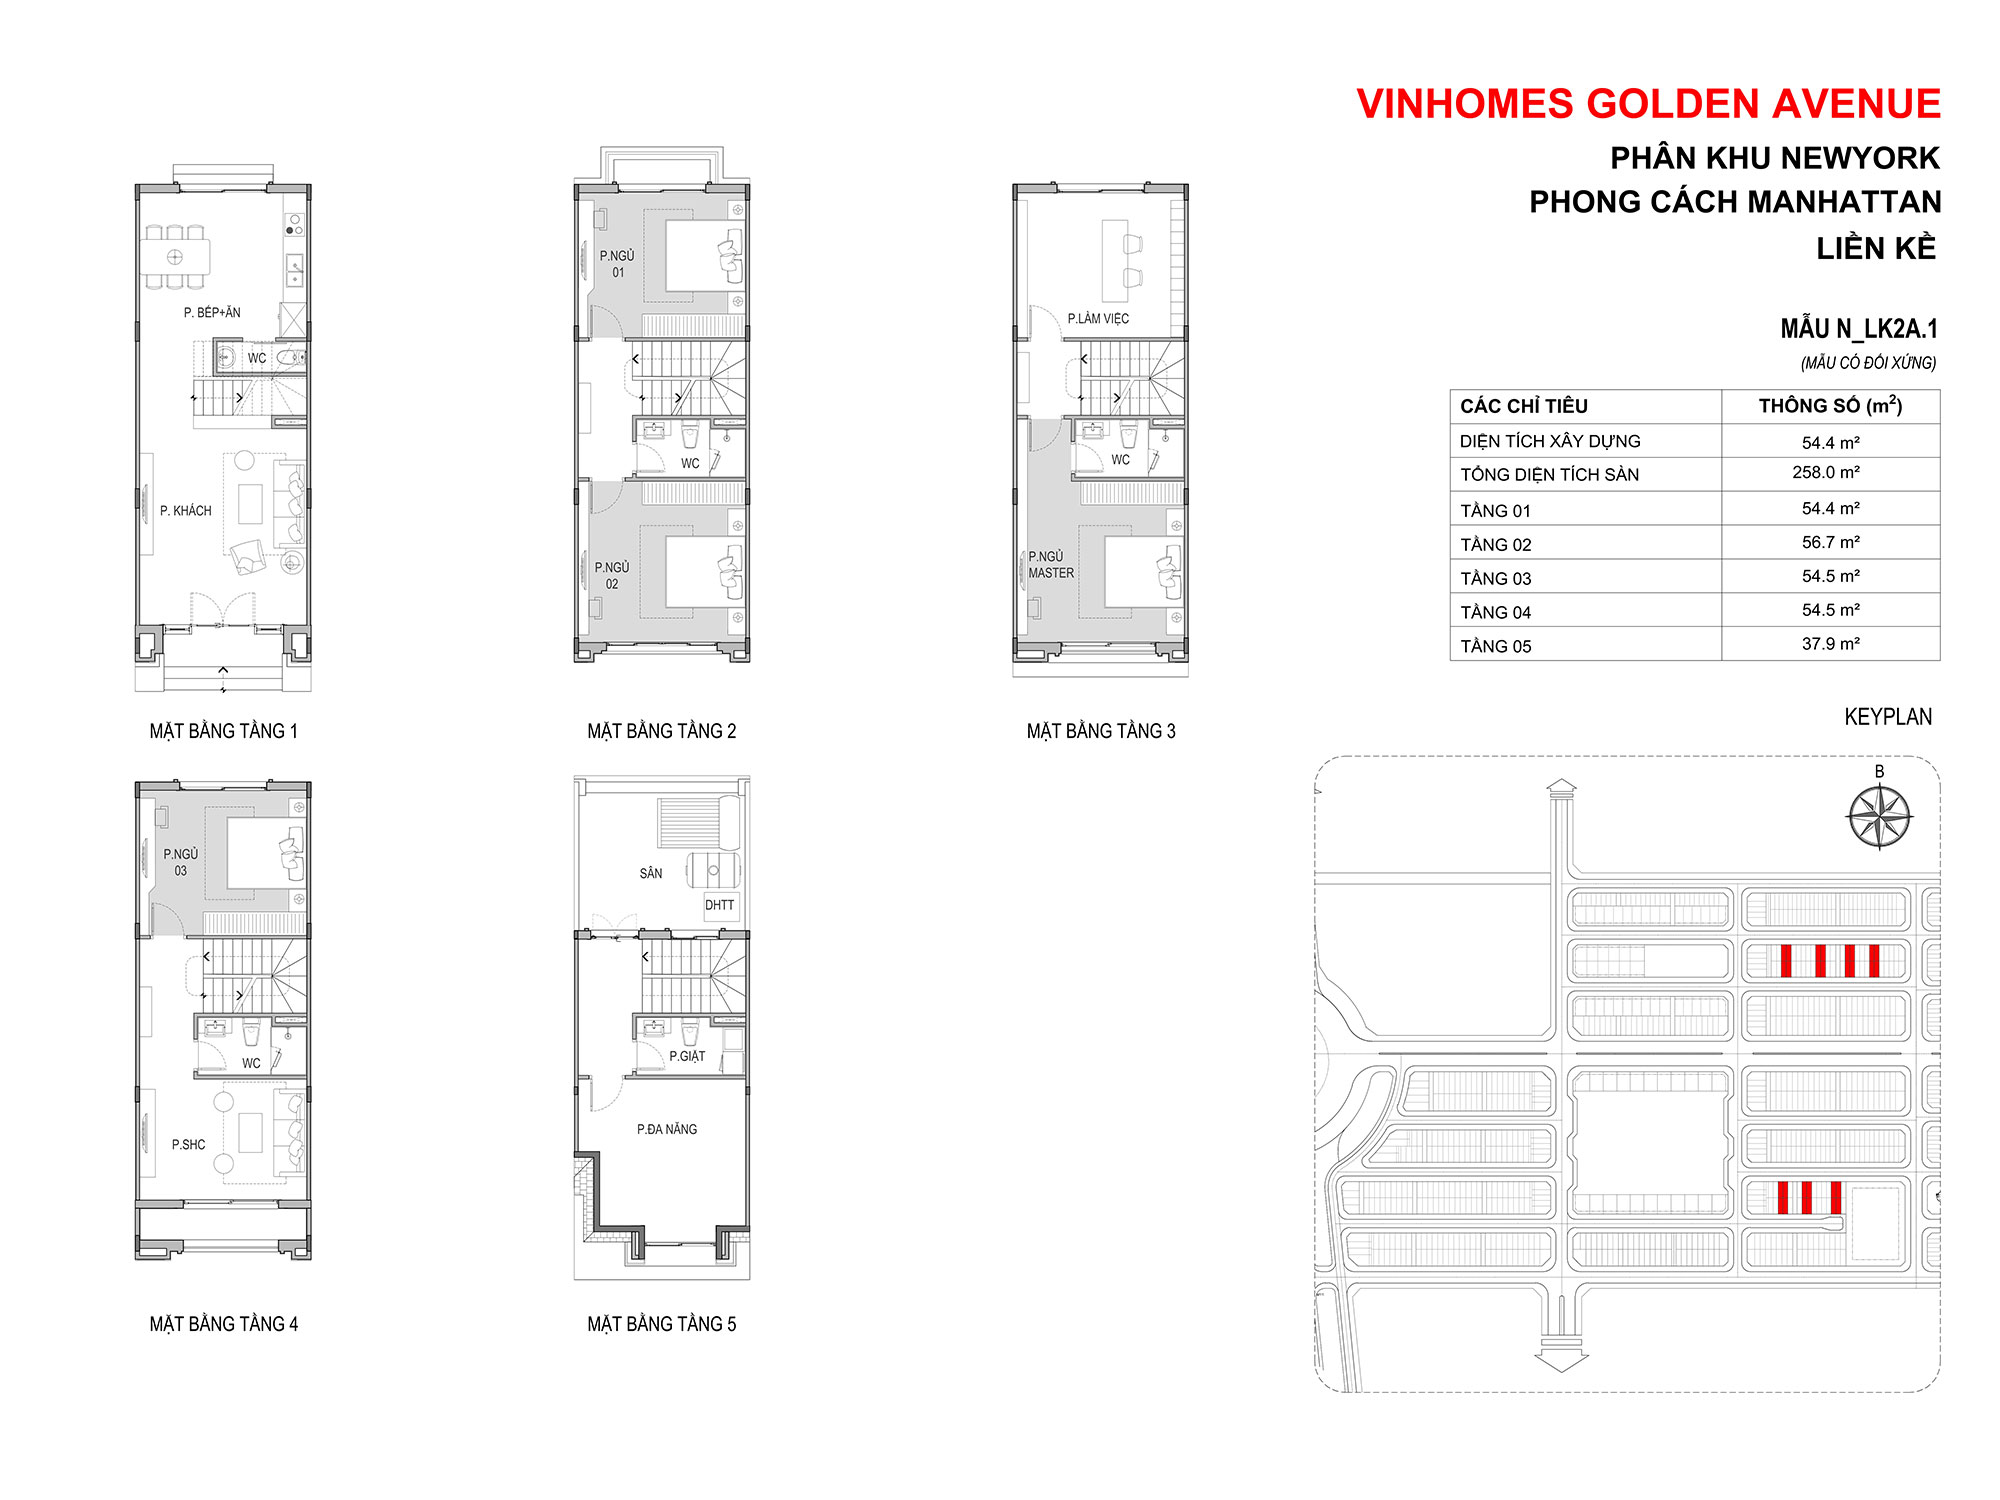 VINHOMES GOLDEN AVENUE
PHÂN KHU NEWYORK
PHONG CÁCH MANHATTAN
LIỀN KỀ
MẪU N_LK2A.1
(MẪU CÓ ĐỐI XỨNG)
CÁC CHỈ TIÊU THÔNG SỐ (m²)
DIỆN TÍCH XÂY DỰNG 54.4 m²
TỔNG DIỆN TÍCH SÀN 258.0 m²
TẦNG 01 54.4 m²
TẦNG 02 56.7 m²
TẦNG 03 54.5 m²
TẦNG 04 54.5 m²
TẦNG 05 37.9 m²
KEYPLAN
B
P. BẾP+ĂN
WC
P. KHÁCH
MẶT BẰNG TẦNG 1
P.NGỦ
01
WC
P.NGỦ
02
MẶT BẰNG TẦNG 2
P.LÀM VIỆC
WC
P.NGỦ
MASTER
MẶT BẰNG TẦNG 3
P.NGỦ
03
WC
P.SHC
MẶT BẰNG TẦNG 4
SÂN
DHTT
P.GIẶT
P.ĐA NĂNG
MẶT BẰNG TẦNG 5